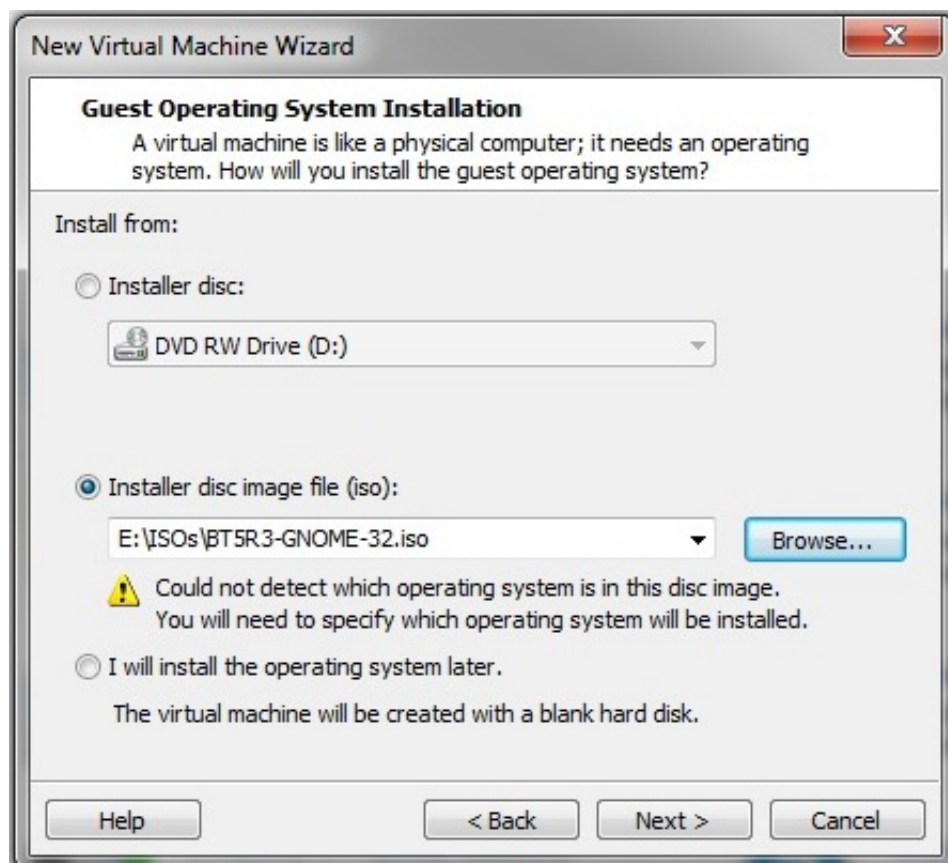 New Virtual Machine Wizard
X
Guest Operating System Installation
A virtual machine is like a physical computer; it needs an operating
system. How will you install the guest operating system?
Install from:
Installer disc:
DVD RW Drive (D:)
Installer disc image file (iso):
E:\ISOs\BT5R3-GNOME-32.iso
Browse...
Could not detect which operating system is in this disc image.
You will need to specify which operating system will be installed.
I will install the operating system later.
The virtual machine will be created with a blank hard disk.
Help
< Back
Next >
Cancel